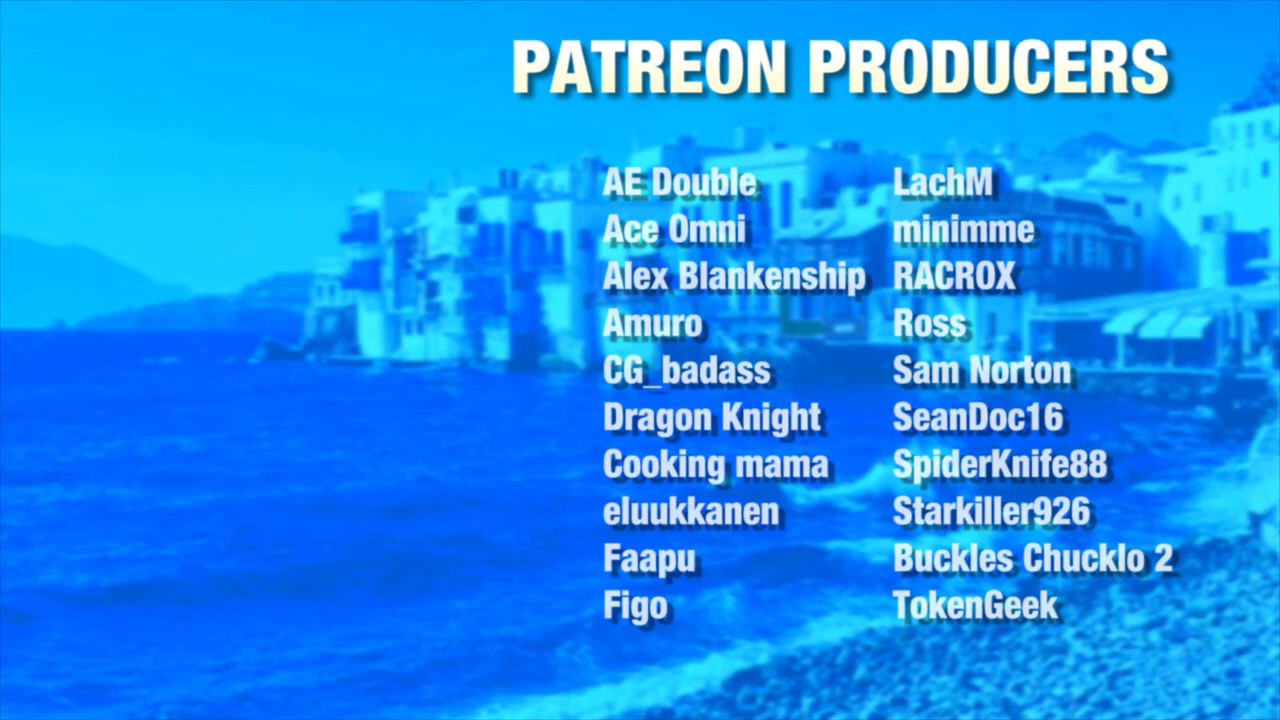 PATREON PRODUCERS
AE Double
Ace Omni
Alex Blankenship
Amuro
CG_badass
Dragon Knight
Cooking mama
eluukkanen
Faapu
Figo
LachM
minimme
RACROX
Ross
Sam Norton
SeanDoc16
SpiderKnife88
Starkiller926
Buckles Chucklo 2
TokenGeek